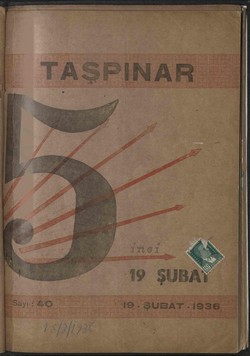 TAŞPINAR
5
inci
19 ŞUBAT
Sayı: 40
19 - ŞUBAT - 1936